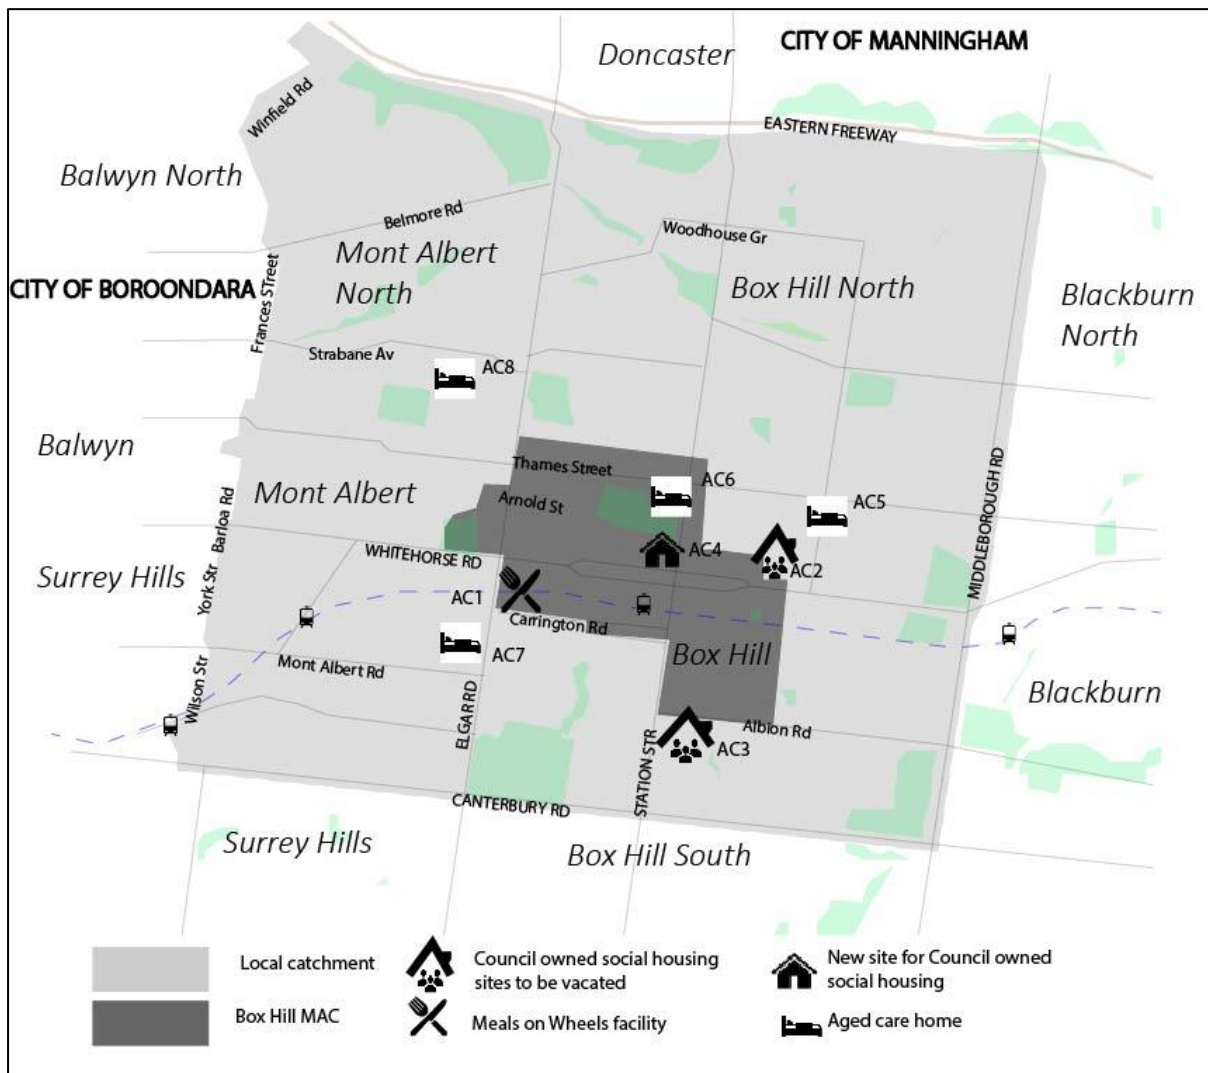 Doncaster
CITY OF MANNINGHAM
Winfield Rd
EASTERN FREEWAY
Balwyn North
Belmore Rd
Woodhouse Gr
Mont Albert
North
CITY OF BOROONDARA
Frances STreet
Box Hill North
Blackburn
North
Strabane Av
AC8
Balwyn
Thames Street
AC6
Mont Albert
Arnold St
AC5
MIDDLEBOROUGH RD
Barloa Rd
WHITEHORSE RD
AC4
AC2
Surrey Hills
York Str
AC1
Carrington Rd
Mont Albert Rd
AC7
Box Hill
Wilson Str
ELGAR RD
Blackburn
Albion Rd
AC3
STATION STR
CANTERBURY RD
Surrey Hills
Box Hill South
Local catchment
Box Hill MAC
Council owned social housing
sites to be vacated
Meals on Wheels facility
New site for Council owned
social housing
Aged care home